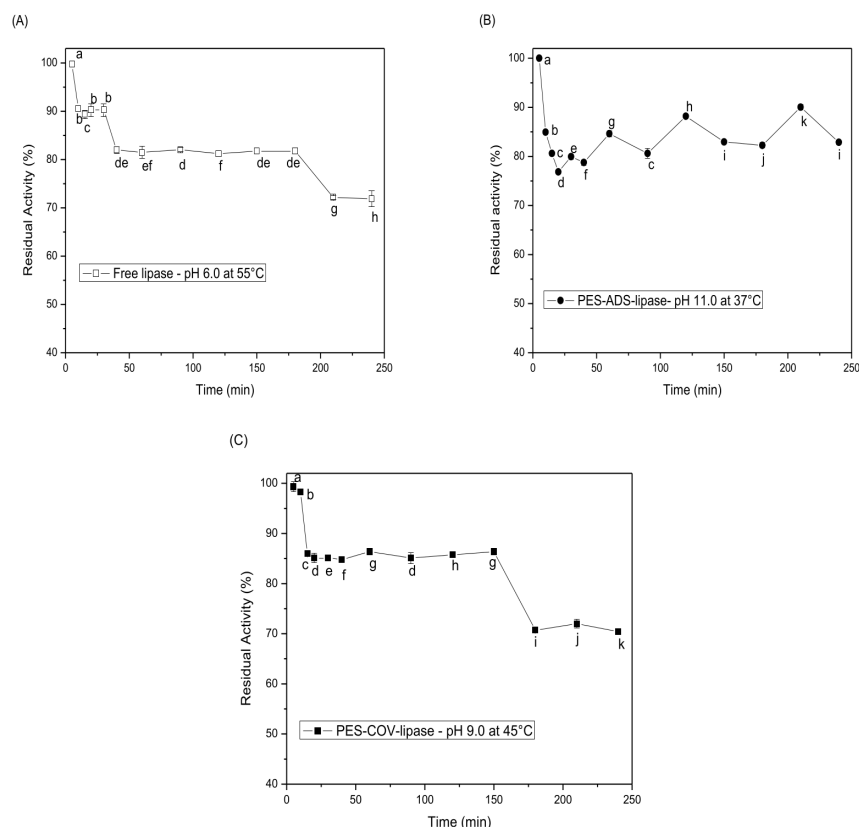 (A)
100
90
80
70
60
50
40
Residual Activity (%)
a
b
c
b
b
de
ef
d
f
de
de
g
h
Free lipase - pH 6.0 at 55°C
0 50 100 150 200 250
Time (min)
(B)
100
90
80
70
60
50
40
Residual activity (%)
a
b
c
d
e
f
g
c
h
i
j
k
i
PES-ADS-lipase- pH 11.0 at 37°C
0 50 100 150 200 250
Time (min)
(C)
100
90
80
70
60
50
40
Residual Activity (%)
a
b
c
d
e
f
g
d
h
g
i
j
k
PES-COV-lipase - pH 9.0 at 45°C
0 50 100 150 200 250
Time (min)